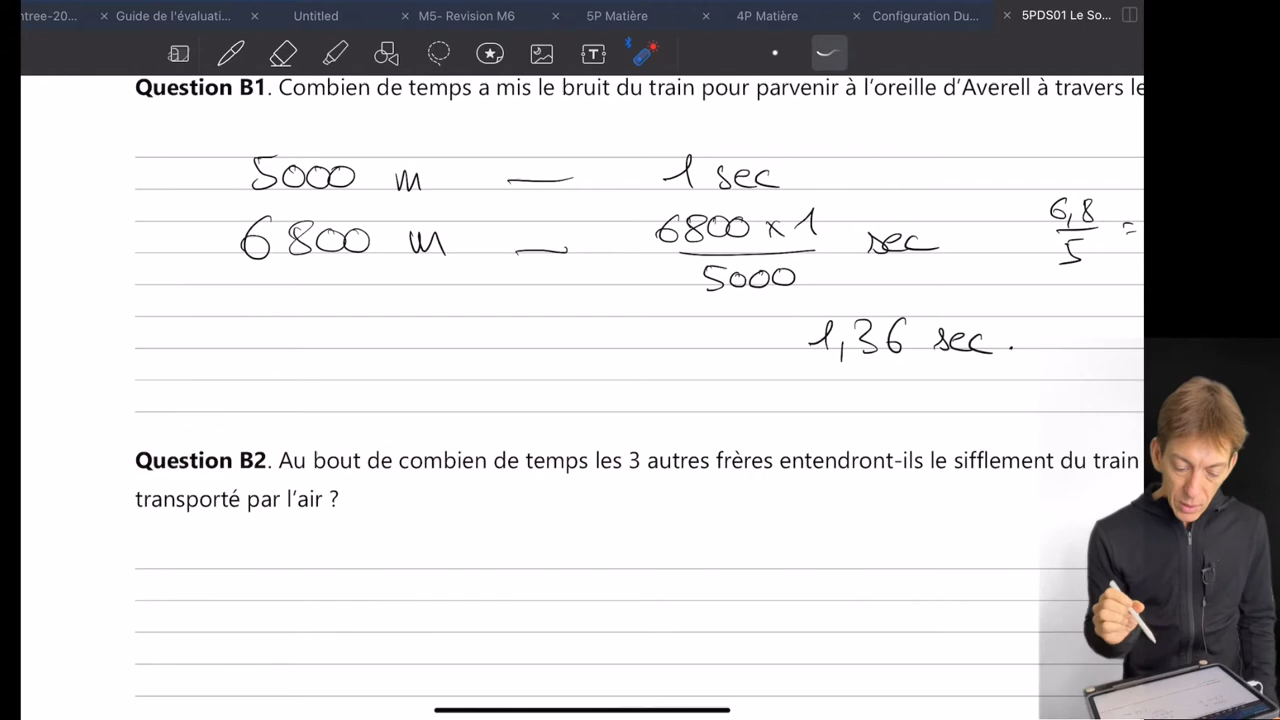 ntree-20...
Guide de l'évaluati...
Untitled
M5- Revision M6
5P Matière
4P Matière
Configuration Du...
5PDS01 Le So...
T
Question B1. Combien de temps a mis le bruit du train pour parvenir à l'oreille d'Averell à travers le
5000 m — 1 sec
6800 m — 6800 x 1 / 5000 sec
6,8 / 5 =
1,36 sec.
Question B2. Au bout de combien de temps les 3 autres frères entendront-ils le sifflement du train
transporté par l'air ?